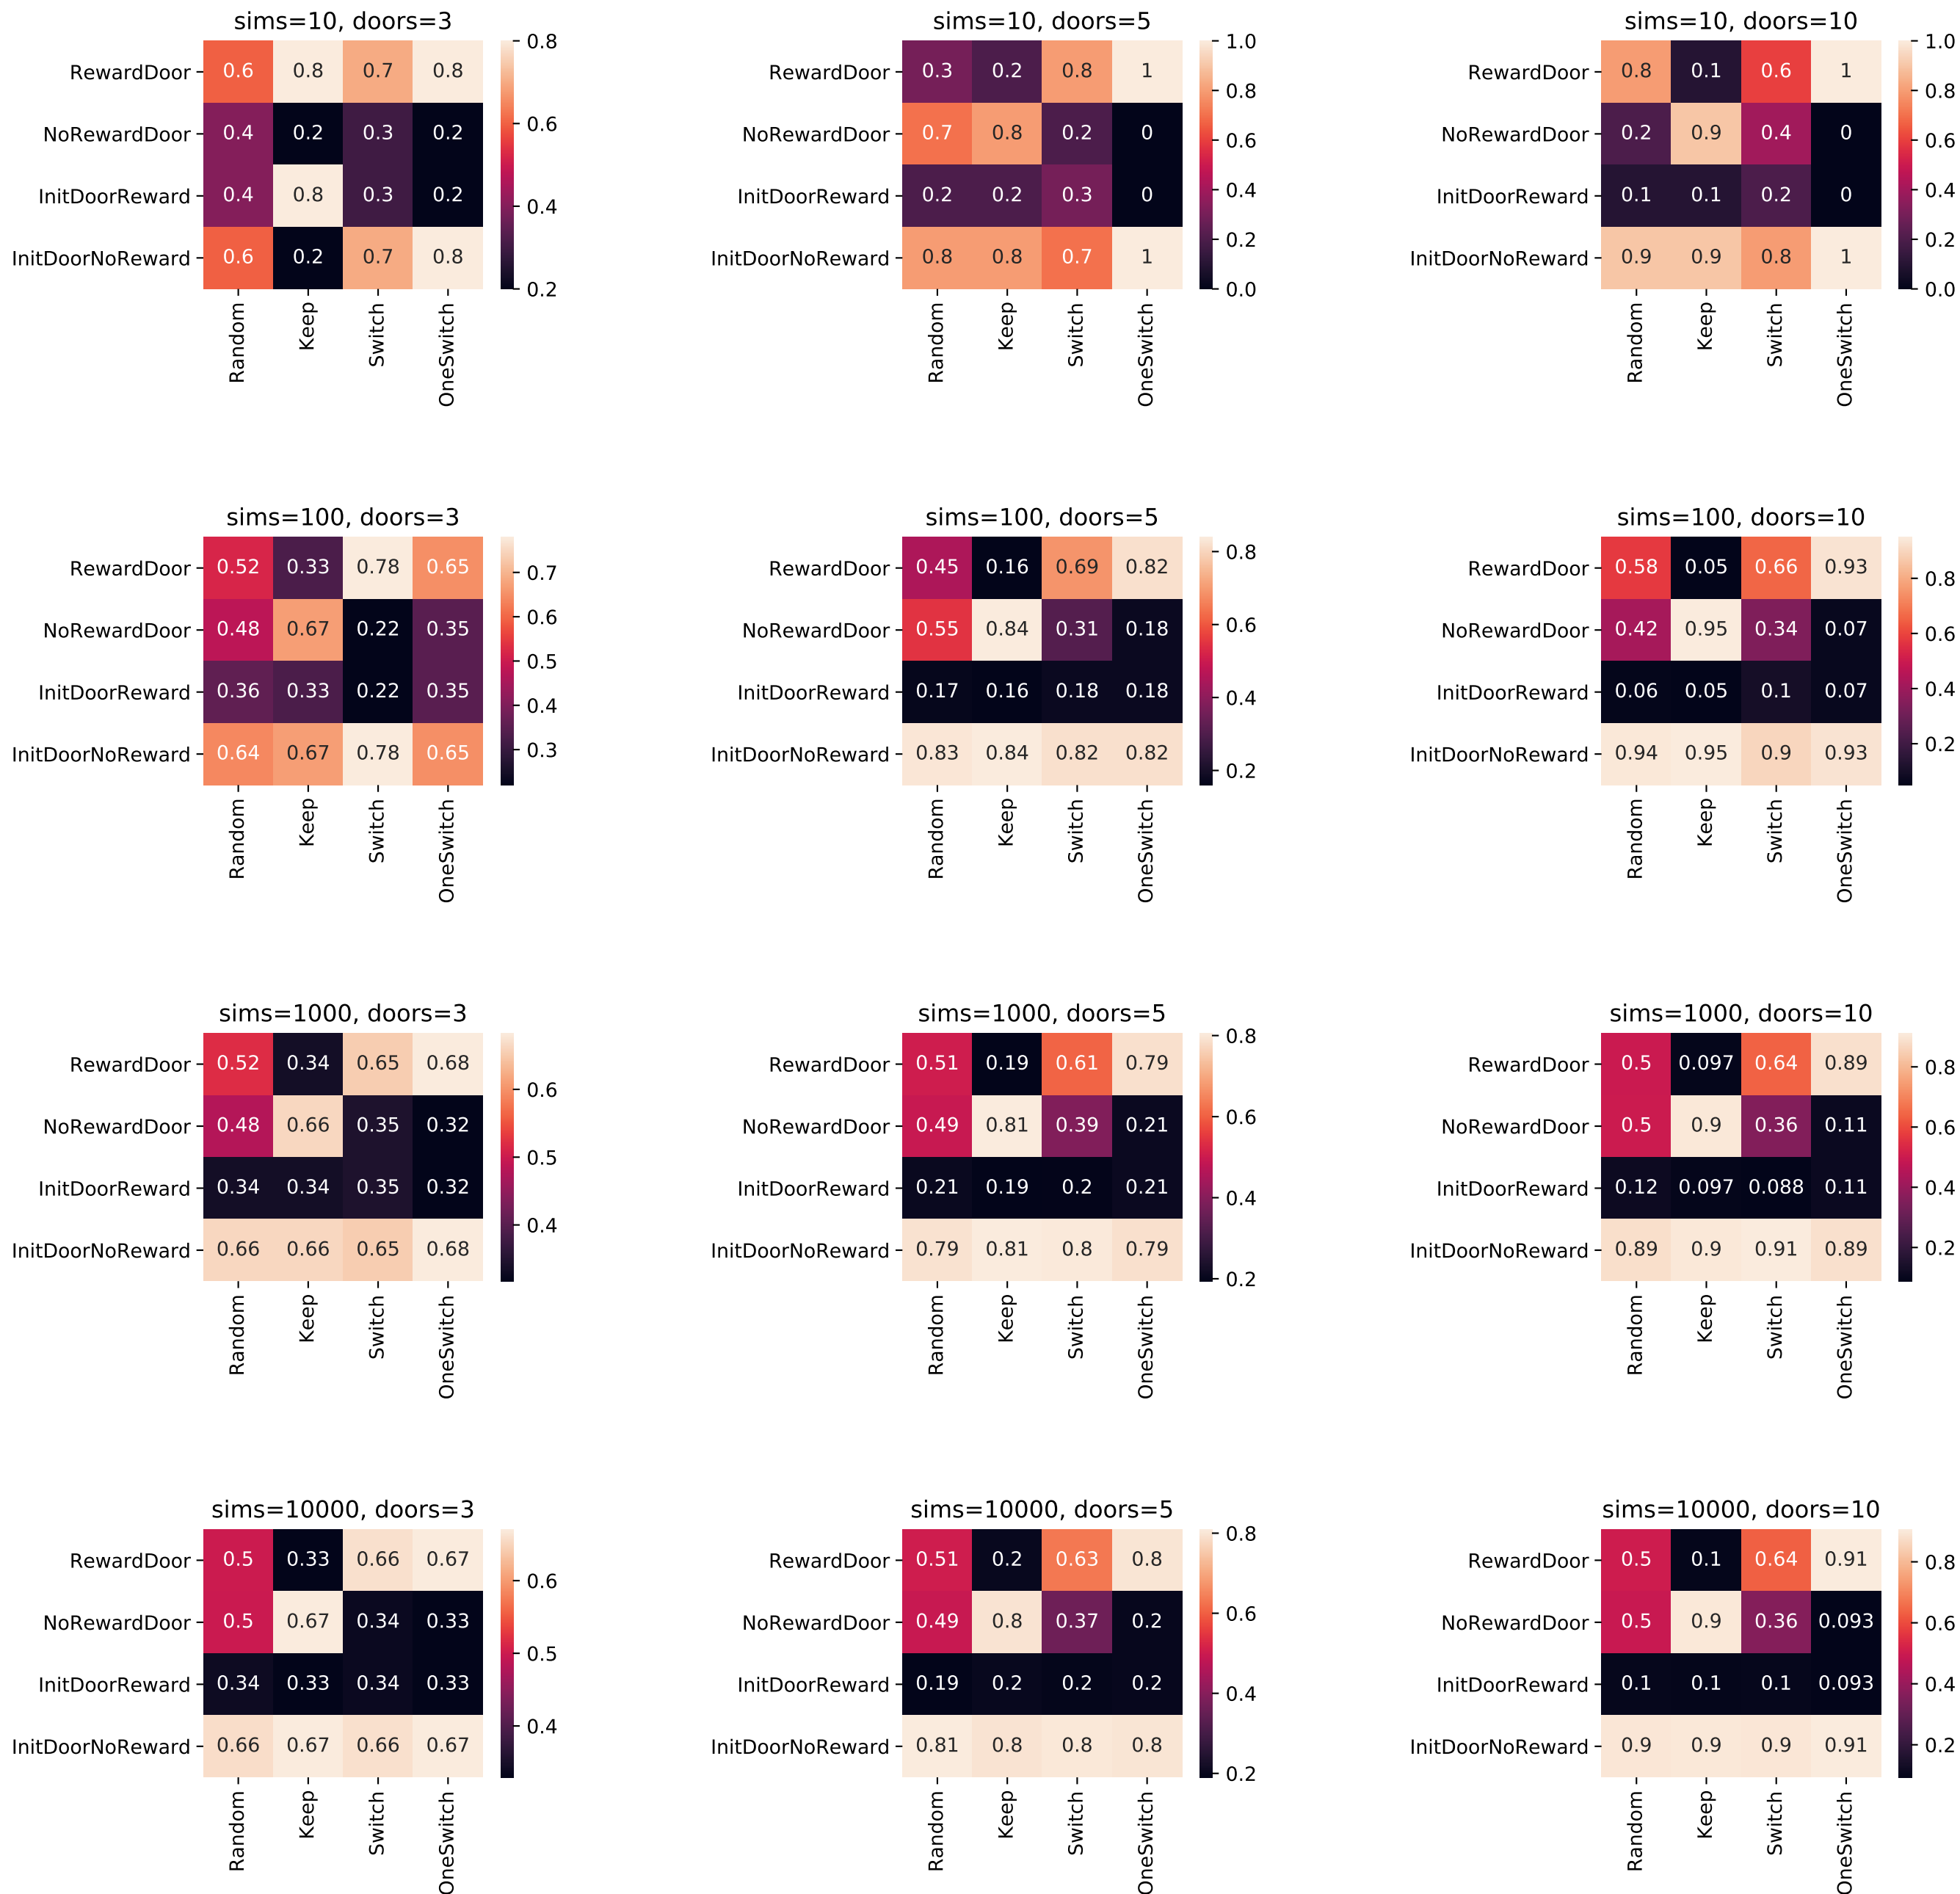 sims=10, doors=3
RewardDoor 0.6 0.8 0.7 0.8
NoRewardDoor 0.4 0.2 0.3 0.2
InitDoorReward 0.4 0.8 0.3 0.2
InitDoorNoReward 0.6 0.2 0.7 0.8
Random Keep Switch OneSwitch
0.8
0.6
0.4
0.2
sims=10, doors=5
RewardDoor 0.3 0.2 0.8 1
NoRewardDoor 0.7 0.8 0.2 0
InitDoorReward 0.2 0.2 0.3 0
InitDoorNoReward 0.8 0.8 0.7 1
Random Keep Switch OneSwitch
1.0
0.8
0.6
0.4
0.2
0.0
sims=10, doors=10
RewardDoor 0.8 0.1 0.6 1
NoRewardDoor 0.2 0.9 0.4 0
InitDoorReward 0.1 0.1 0.2 0
InitDoorNoReward 0.9 0.9 0.8 1
Random Keep Switch OneSwitch
1.0
0.8
0.6
0.4
0.2
0.0
sims=100, doors=3
RewardDoor 0.52 0.33 0.78 0.65
NoRewardDoor 0.48 0.67 0.22 0.35
InitDoorReward 0.36 0.33 0.22 0.35
InitDoorNoReward 0.64 0.67 0.78 0.65
Random Keep Switch OneSwitch
0.7
0.6
0.5
0.4
0.3
sims=100, doors=5
RewardDoor 0.45 0.16 0.69 0.82
NoRewardDoor 0.55 0.84 0.31 0.18
InitDoorReward 0.17 0.16 0.18 0.18
InitDoorNoReward 0.83 0.84 0.82 0.82
Random Keep Switch OneSwitch
0.8
0.6
0.4
0.2
sims=100, doors=10
RewardDoor 0.58 0.05 0.66 0.93
NoRewardDoor 0.42 0.95 0.34 0.07
InitDoorReward 0.06 0.05 0.1 0.07
InitDoorNoReward 0.94 0.95 0.9 0.93
Random Keep Switch OneSwitch
0.8
0.6
0.4
0.2
sims=1000, doors=3
RewardDoor 0.52 0.34 0.65 0.68
NoRewardDoor 0.48 0.66 0.35 0.32
InitDoorReward 0.34 0.34 0.35 0.32
InitDoorNoReward 0.66 0.66 0.65 0.68
Random Keep Switch OneSwitch
0.6
0.5
0.4
sims=1000, doors=5
RewardDoor 0.51 0.19 0.61 0.79
NoRewardDoor 0.49 0.81 0.39 0.21
InitDoorReward 0.21 0.19 0.2 0.21
InitDoorNoReward 0.79 0.81 0.8 0.79
Random Keep Switch OneSwitch
0.8
0.6
0.4
0.2
sims=1000, doors=10
RewardDoor 0.5 0.097 0.64 0.89
NoRewardDoor 0.5 0.9 0.36 0.11
InitDoorReward 0.12 0.097 0.088 0.11
InitDoorNoReward 0.89 0.9 0.91 0.89
Random Keep Switch OneSwitch
0.8
0.6
0.4
0.2
sims=10000, doors=3
RewardDoor 0.5 0.33 0.66 0.67
NoRewardDoor 0.5 0.67 0.34 0.33
InitDoorReward 0.34 0.33 0.34 0.33
InitDoorNoReward 0.66 0.67 0.66 0.67
Random Keep Switch OneSwitch
0.6
0.5
0.4
sims=10000, doors=5
RewardDoor 0.51 0.2 0.63 0.8
NoRewardDoor 0.49 0.8 0.37 0.2
InitDoorReward 0.19 0.2 0.2 0.2
InitDoorNoReward 0.81 0.8 0.8 0.8
Random Keep Switch OneSwitch
0.8
0.6
0.4
0.2
sims=10000, doors=10
RewardDoor 0.5 0.1 0.64 0.91
NoRewardDoor 0.5 0.9 0.36 0.093
InitDoorReward 0.1 0.1 0.1 0.093
InitDoorNoReward 0.9 0.9 0.9 0.91
Random Keep Switch OneSwitch
0.8
0.6
0.4
0.2